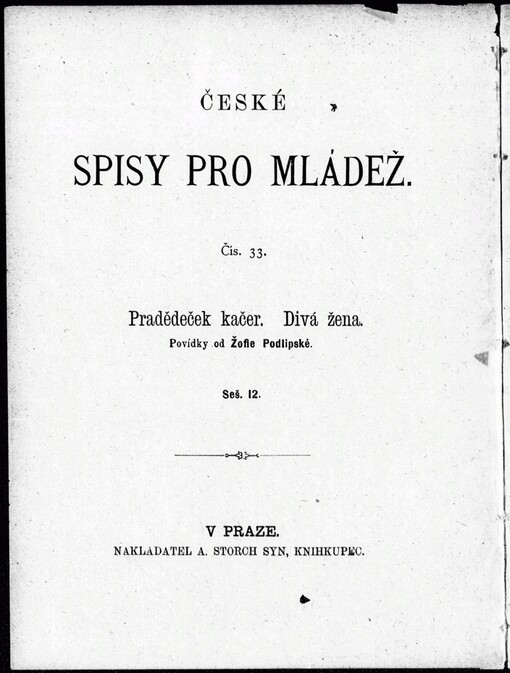 ČESKÉ
SPISY PRO MLÁDEŽ.
Čís. 33.
Pradědeček kačer. Divá žena.
Povídky od Žofie Podlipské.
Seš. 12.
V PRAZE.
NAKLADATEL A. STORCH SYN, KNIHKUPEC.